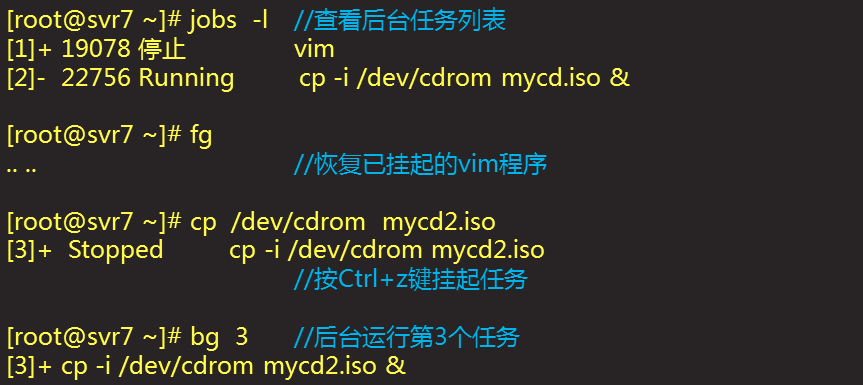 [root@svr7 ~]# jobs -l //查看后台任务列表
[1]+ 19078 停止 vim
[2]- 22756 Running cp -i /dev/cdrom mycd.iso &
[root@svr7 ~]# fg
.. .. //恢复已挂起的vim程序
[root@svr7 ~]# cp /dev/cdrom mycd2.iso
[3]+ Stopped cp -i /dev/cdrom mycd2.iso
//按Ctrl+z键挂起任务
[root@svr7 ~]# bg 3 //后台运行第3个任务
[3]+ cp -i /dev/cdrom mycd2.iso &